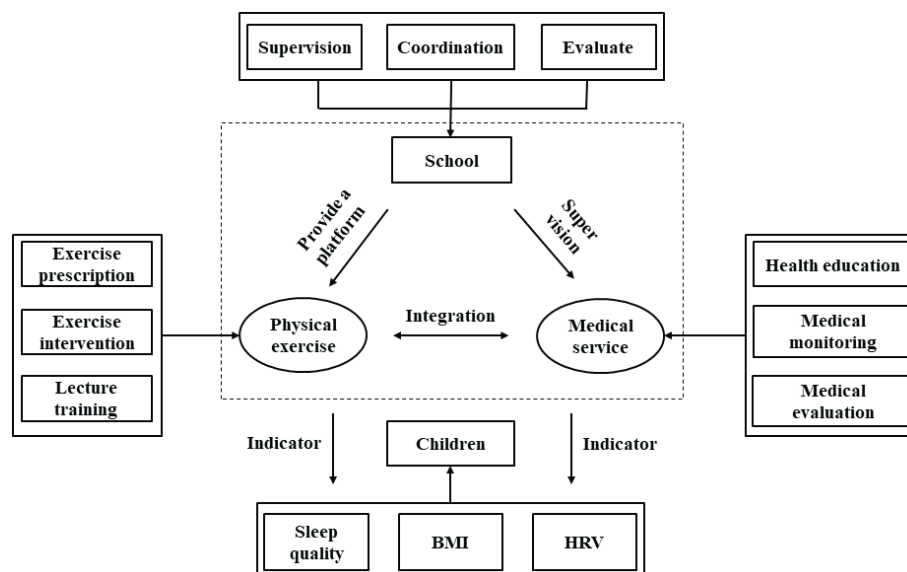 Supervision
Coordination
Evaluate
School
Provide a
platform
Super
vision
Exercise
prescription
Exercise
intervention
Lecture
training
Physical
exercise
Integration
Medical
service
Health education
Medical
monitoring
Medical
evaluation
Indicator
Children
Indicator
Sleep
quality
BMI
HRV